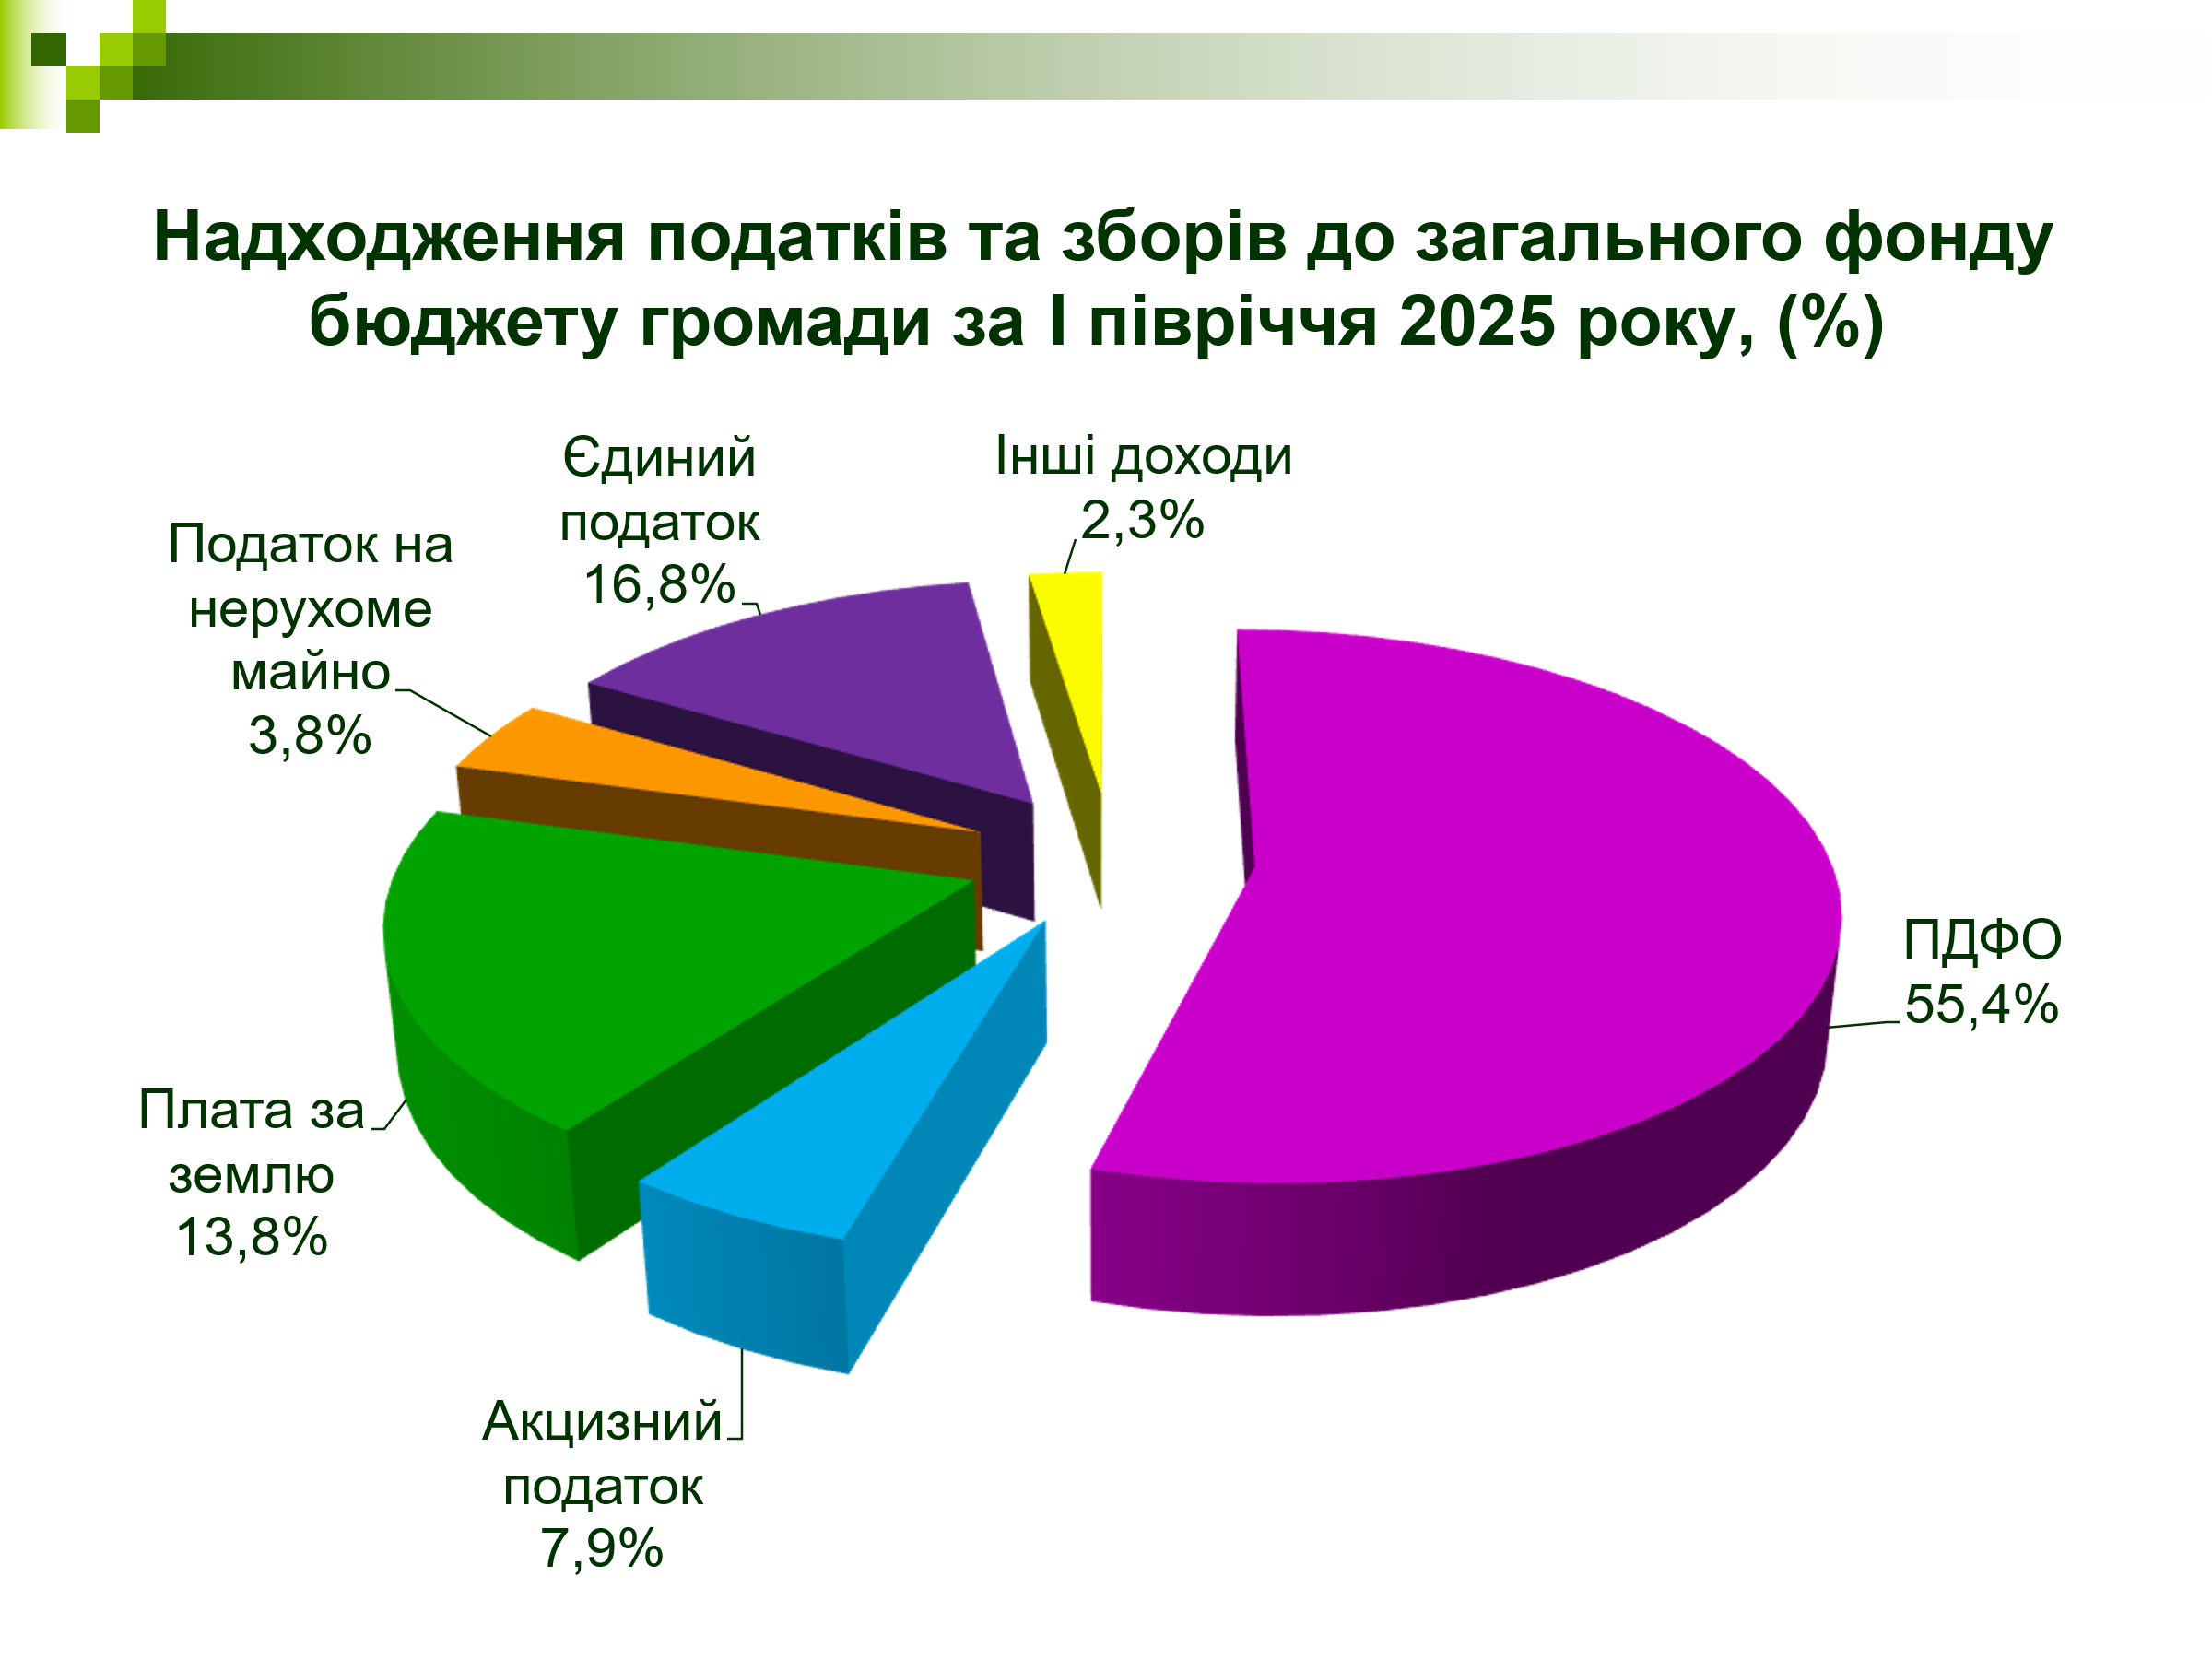 Надходження податків та зборів до загального фонду
бюджету громади за І півріччя 2025 року, (%)
Єдиний
податок
16,8%
Інші доходи
2,3%
Податок на
нерухоме
майно
3,8%
ПДФО
55,4%
Плата за
землю
13,8%
Акцизний
податок
7,9%